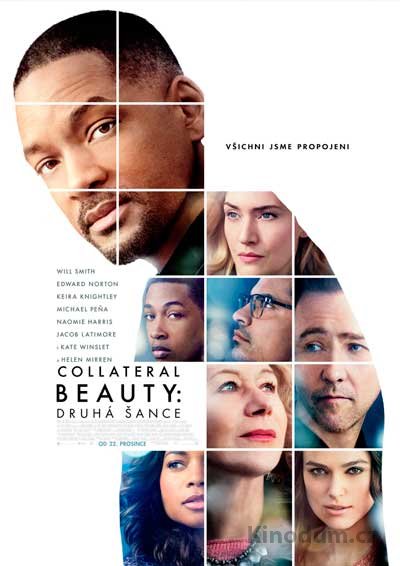 VŠICHNI JSME PROPOJENI
WILL SMITH
EDWARD NORTON
KEIRA KNIGHTLEY
MICHAEL PEÑA
NAOMIE HARRIS
JACOB LATIMORE
KATE WINSLET
HELEN MIRREN
COLLATERAL
BEAUTY:
DRUHÁ ŠANCE
OD 22. PROSINCE
Kinodum.cz